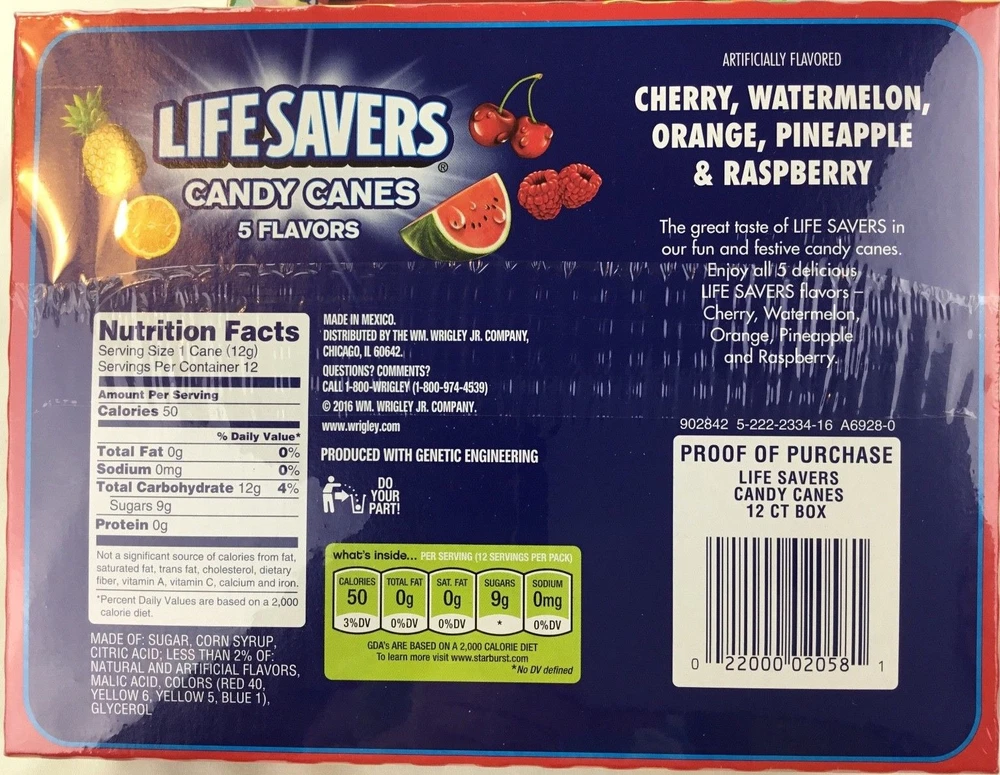 LIFE SAVERS®
CANDY CANES
5 FLAVORS
ARTIFICIALLY FLAVORED
CHERRY, WATERMELON,
ORANGE, PINEAPPLE
& RASPBERRY
The great taste of LIFE SAVERS in
our fun and festive candy canes.
Enjoy all 5 delicious
LIFE SAVERS flavors –
Cherry, Watermelon,
Orange, Pineapple
and Raspberry.
Nutrition Facts
Serving Size 1 Cane (12g)
Servings Per Container 12
Amount Per Serving
Calories 50
% Daily Value*
Total Fat 0g 0%
Sodium 0mg 0%
Total Carbohydrate 12g 4%
Sugars 9g
Protein 0g
Not a significant source of calories from fat,
saturated fat, trans fat, cholesterol, dietary
fiber, vitamin A, vitamin C, calcium and iron.
*Percent Daily Values are based on a 2,000
calorie diet.
MADE OF: SUGAR, CORN SYRUP,
CITRIC ACID; LESS THAN 2% OF:
NATURAL AND ARTIFICIAL FLAVORS,
MALIC ACID, COLORS (RED 40,
YELLOW 6, YELLOW 5, BLUE 1),
GLYCEROL
MADE IN MEXICO.
DISTRIBUTED BY THE WM. WRIGLEY JR. COMPANY,
CHICAGO, IL 60642.
QUESTIONS? COMMENTS?
CALL 1-800-WRIGLEY (1-800-974-4539)
© 2016 WM. WRIGLEY JR. COMPANY.
www.wrigley.com
PRODUCED WITH GENETIC ENGINEERING
DO
YOUR
PART!
what's inside... PER SERVING (12 SERVINGS PER PACK)
CALORIES TOTAL FAT SAT. FAT SUGARS SODIUM
50 0g 0g 9g 0mg
3%DV 0%DV 0%DV * 0%DV
GDA's ARE BASED ON A 2,000 CALORIE DIET
To learn more visit www.starburst.com
*No DV defined
902842 5-222-2334-16 A6928-0
PROOF OF PURCHASE
LIFE SAVERS
CANDY CANES
12 CT BOX
0 22000 02058 1